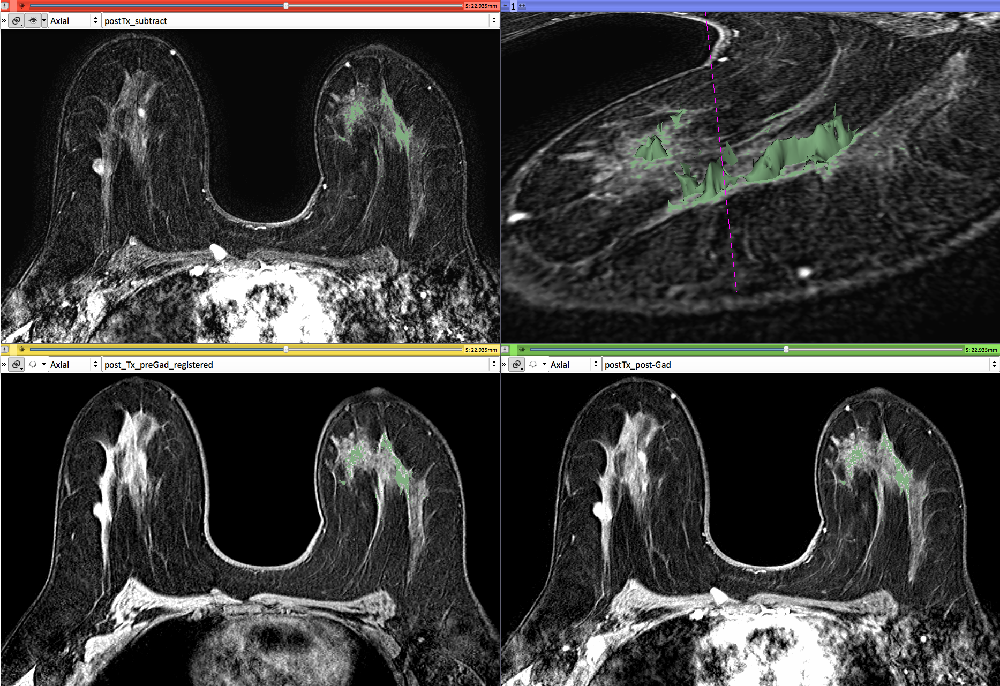 S: 22.935mm
» Axial postTx_subtract
1
S: 22.935mm
» Axial post_Tx_preGad_registered
S: 22.935mm
» Axial postTx_post-Gad